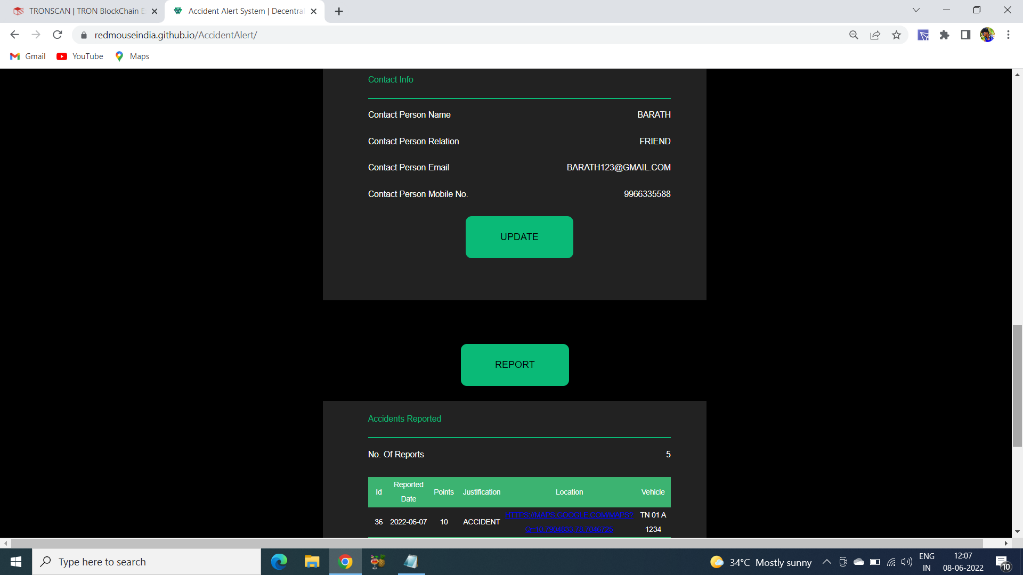 TRONSCAN | TRON BlockChain
Accident Alert System | Decentra
redmouseindia.github.io/AccidentAlert/
Gmail
YouTube
Maps
Contact Info
Contact Person Name BARATH
Contact Person Relation FRIEND
Contact Person Email BARATH123@GMAIL.COM
Contact Person Mobile No. 9966335588
UPDATE
REPORT
Accidents Reported
No. Of Reports 5
Id Reported Date Points Justification Location Vehicle
36 2022-06-07 10 ACCIDENT TN 01 A
1234
Type here to search
34°C Mostly sunny
ENG
IN
12:07
08-06-2022
10